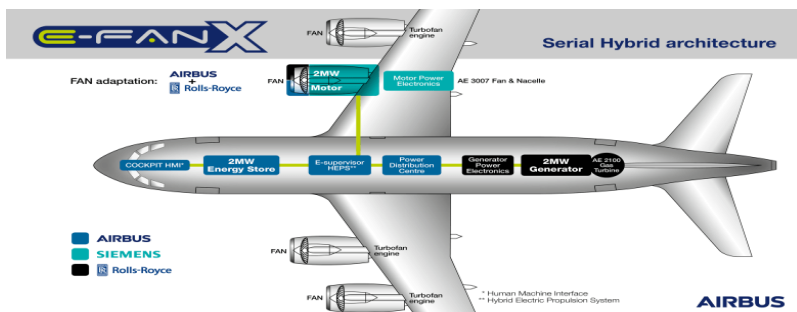 E-FAN X
Serial Hybrid architecture
FAN
Turbofan
engine
FAN adaptation:
AIRBUS
+
Rolls-Royce
FAN
2MW
Motor
Motor Power
Electronics
AE 3007 Fan & Nacelle
COCKPIT HMI*
2MW
Energy Store
E-supervisor
HEPS**
Power
Distribution
Centre
Generator
Power
Electronics
2MW
Generator
AE 2100
Gas
Turbine
AIRBUS
SIEMENS
Rolls-Royce
FAN
Turbofan
engine
FAN
Turbofan
engine
* Human Machine Interface
** Hybrid Electric Propulsion System
AIRBUS